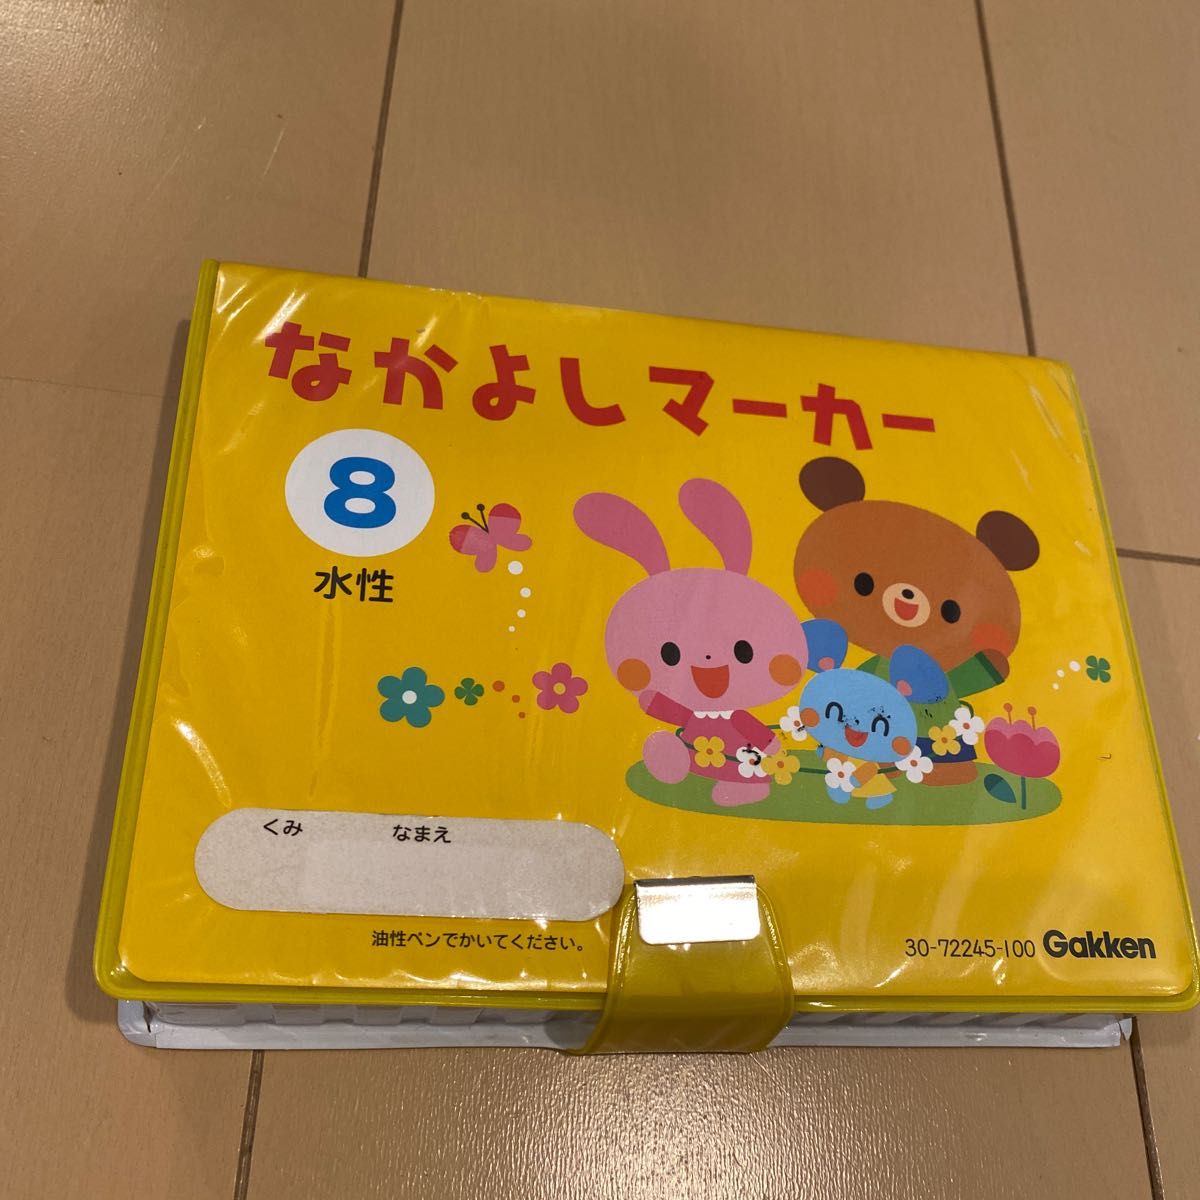 なかよしマーカー
8
水性
くみ なまえ
油性ペンでかいてください。
30-72245-100 Gakken